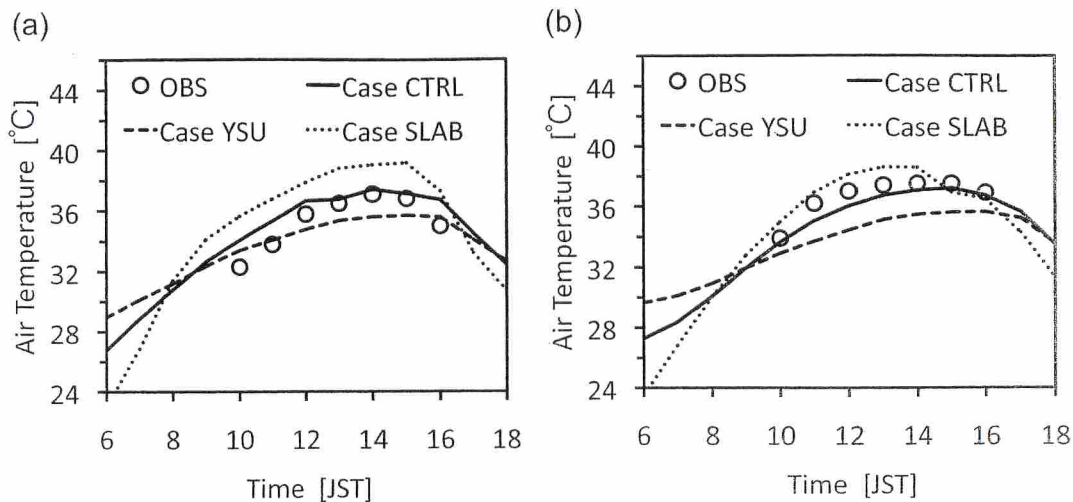 (a)
OBS
Case CTRL
Case YSU
Case SLAB
Air Temperature [°C]
44
40
36
32
28
24
6 8 10 12 14 16 18
Time [JST]
(b)
OBS
Case CTRL
Case YSU
Case SLAB
Air Temperature [°C]
44
40
36
32
28
24
6 8 10 12 14 16 18
Time [JST]